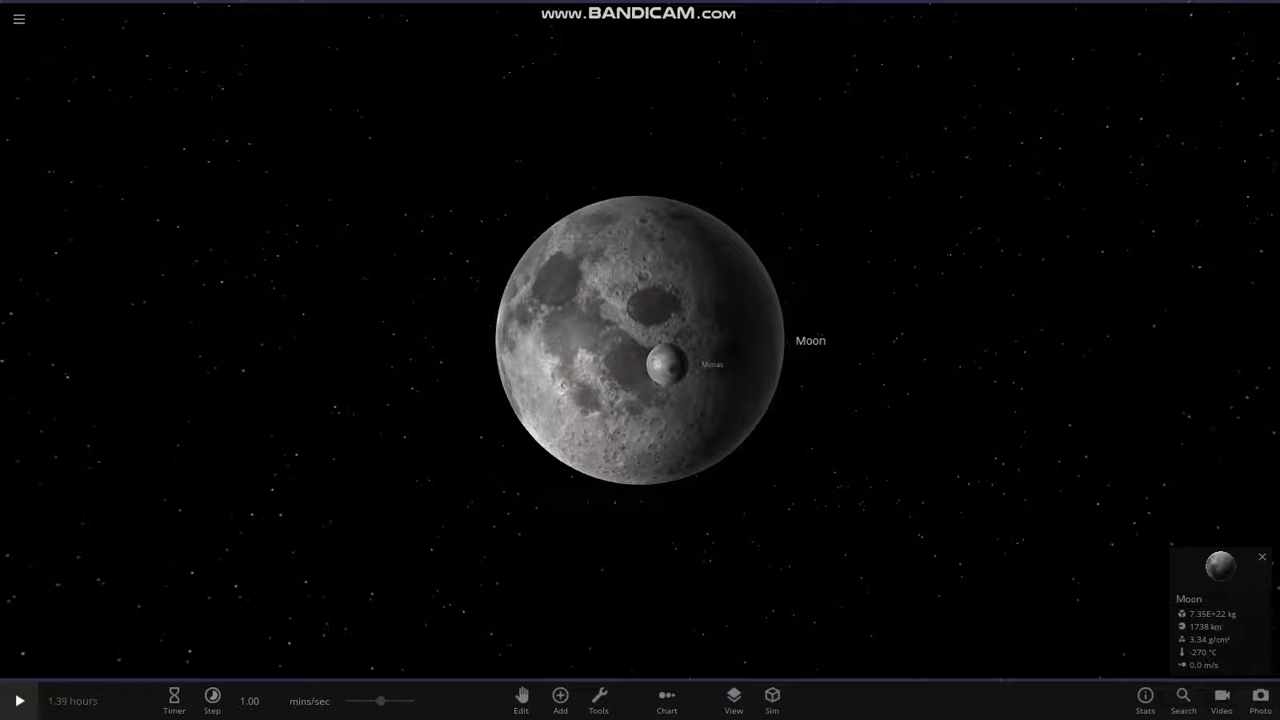 www.BANDICAM.com
Moon
Mimas
Moon
7.35E+22 kg
1738 km
3.34 g/cm³
-270 °C
0.0 m/s
1.39 hours
Timer
Step
1.00
mins/sec
Edit
Add
Tools
Chart
View
Sim
Stats
Search
Video
Photo